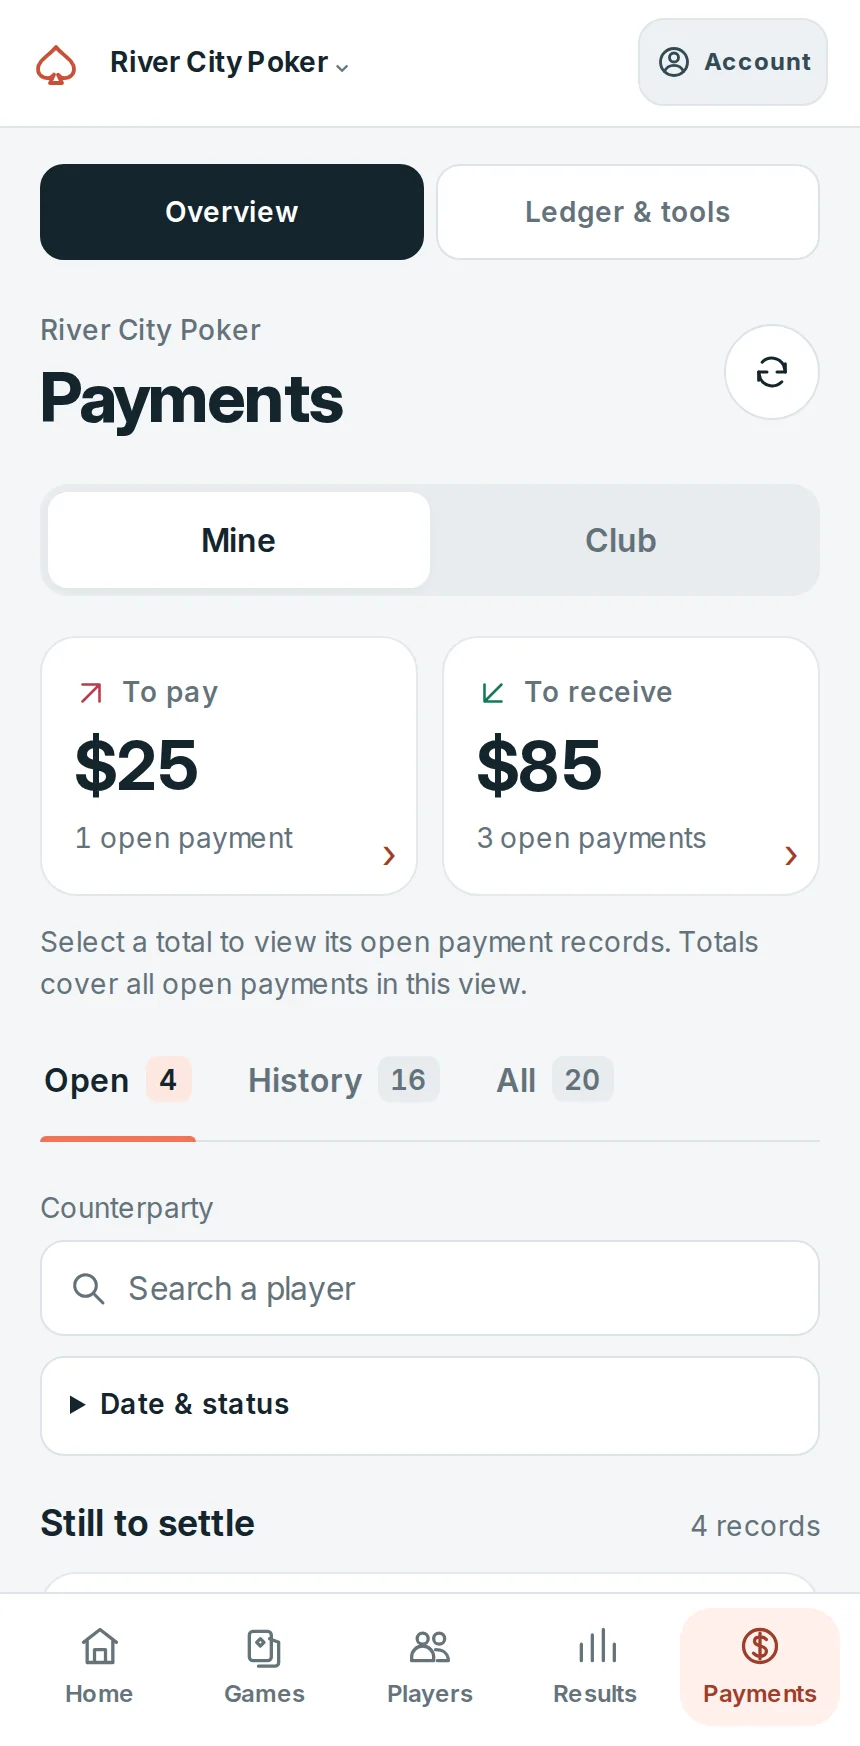 River City Poker
Account
Overview
Ledger & tools
River City Poker
Payments
Mine
Club
To pay
$25
1 open payment
To receive
$85
3 open payments
Select a total to view its open payment records. Totals
cover all open payments in this view.
Open 4
History 16
All 20
Counterparty
Search a player
Date & status
Still to settle
4 records
Home
Games
Players
Results
Payments